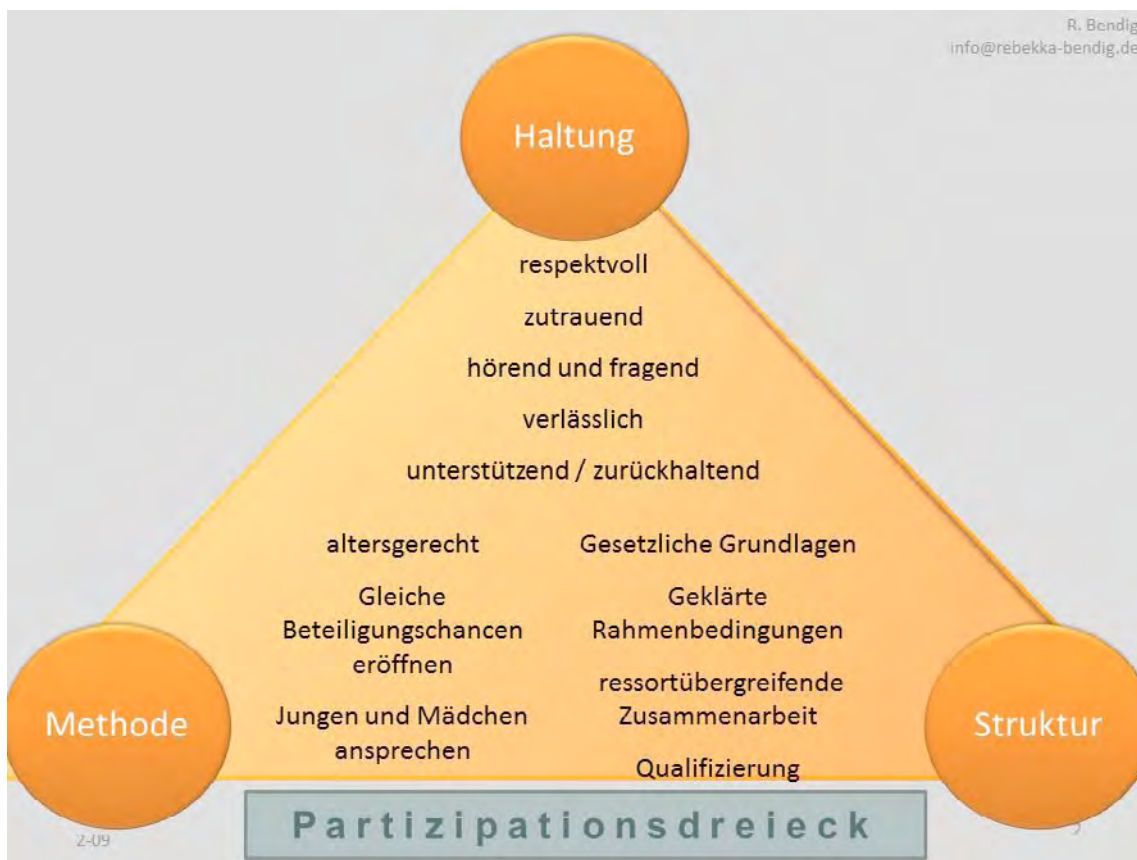 R. Bendig
info@rebekka-bendig.de
Haltung
respektvoll
zutrauend
hörend und fragend
verlässlich
unterstützend / zurückhaltend
altersgerecht
Gleiche
Beteiligungschancen
eröffnen
Jungen und Mädchen
ansprechen
Gesetzliche Grundlagen
Geklärte
Rahmenbedingungen
ressortübergreifende
Zusammenarbeit
Qualifizierung
Methode
Struktur
Partizipationsdreieck
2-09